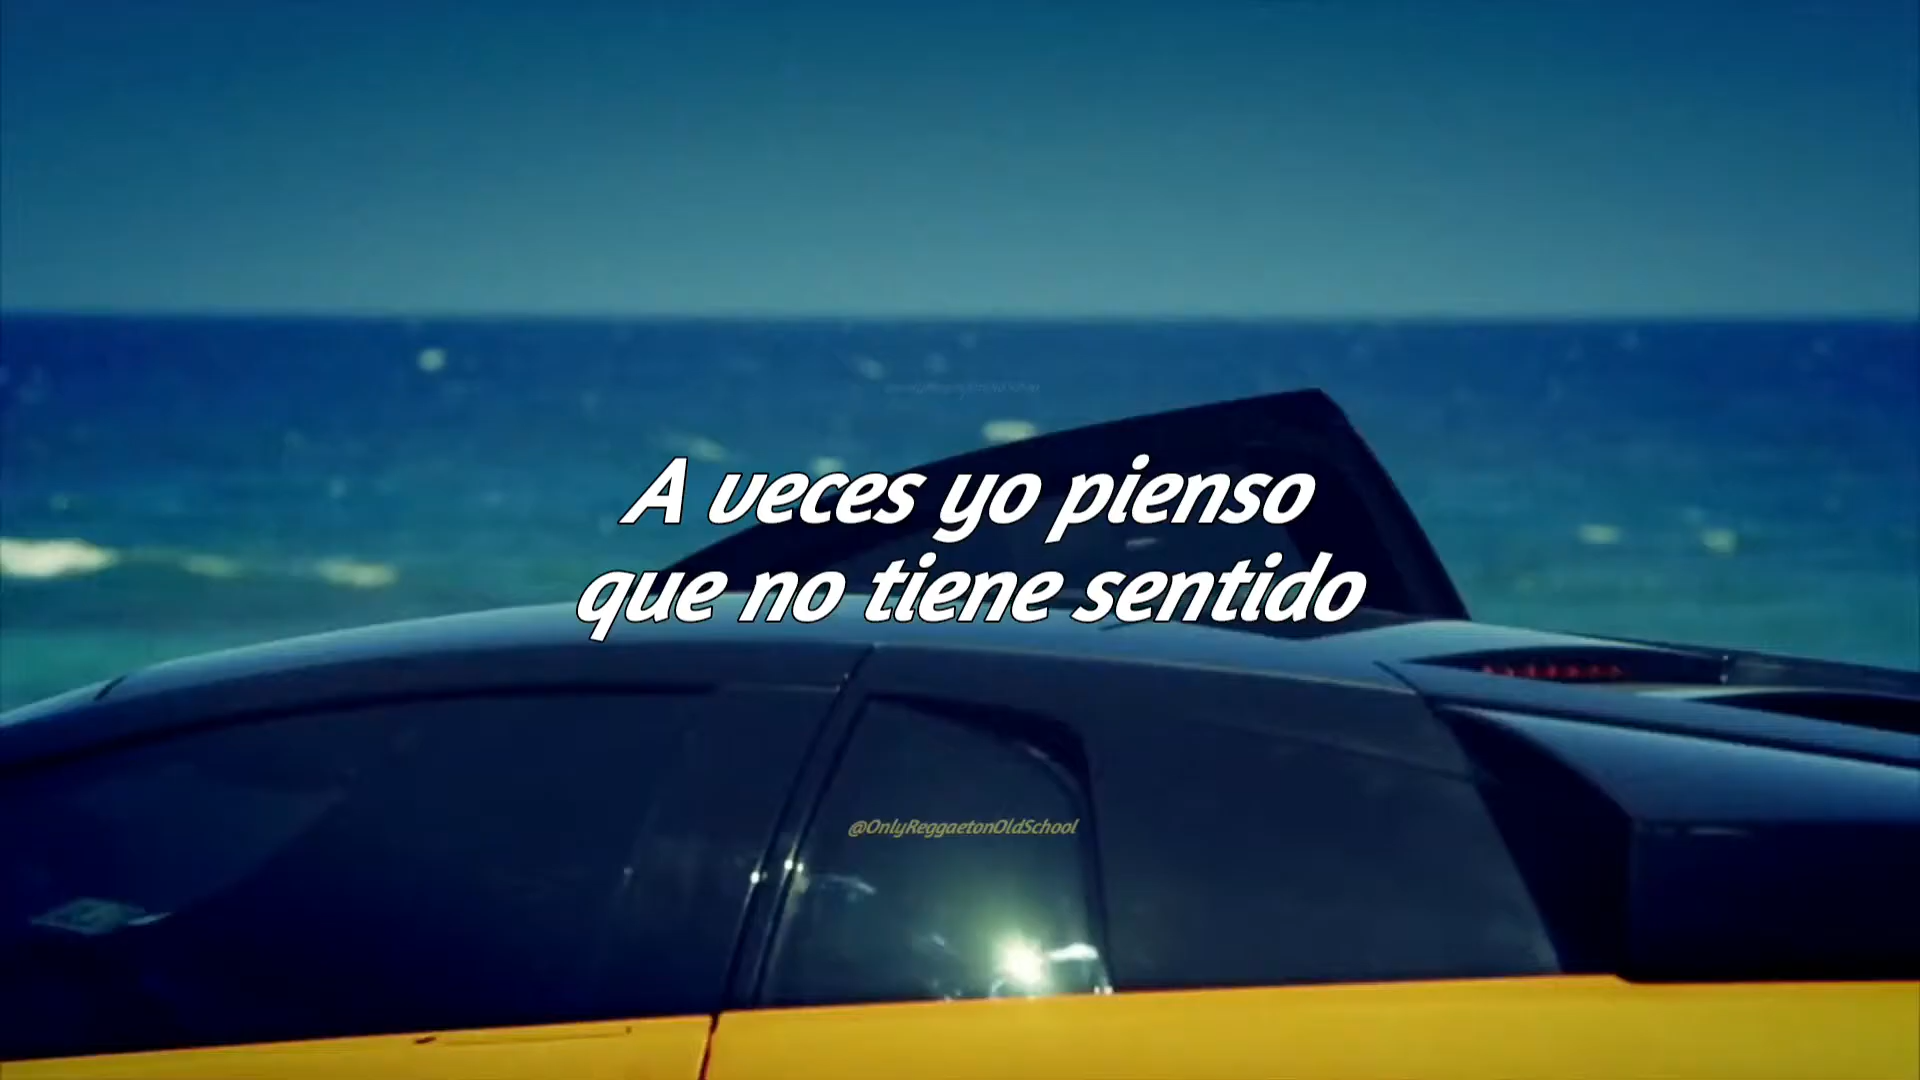 A veces yo pienso
que no tiene sentido
@OnlyReggaetonOldSchool